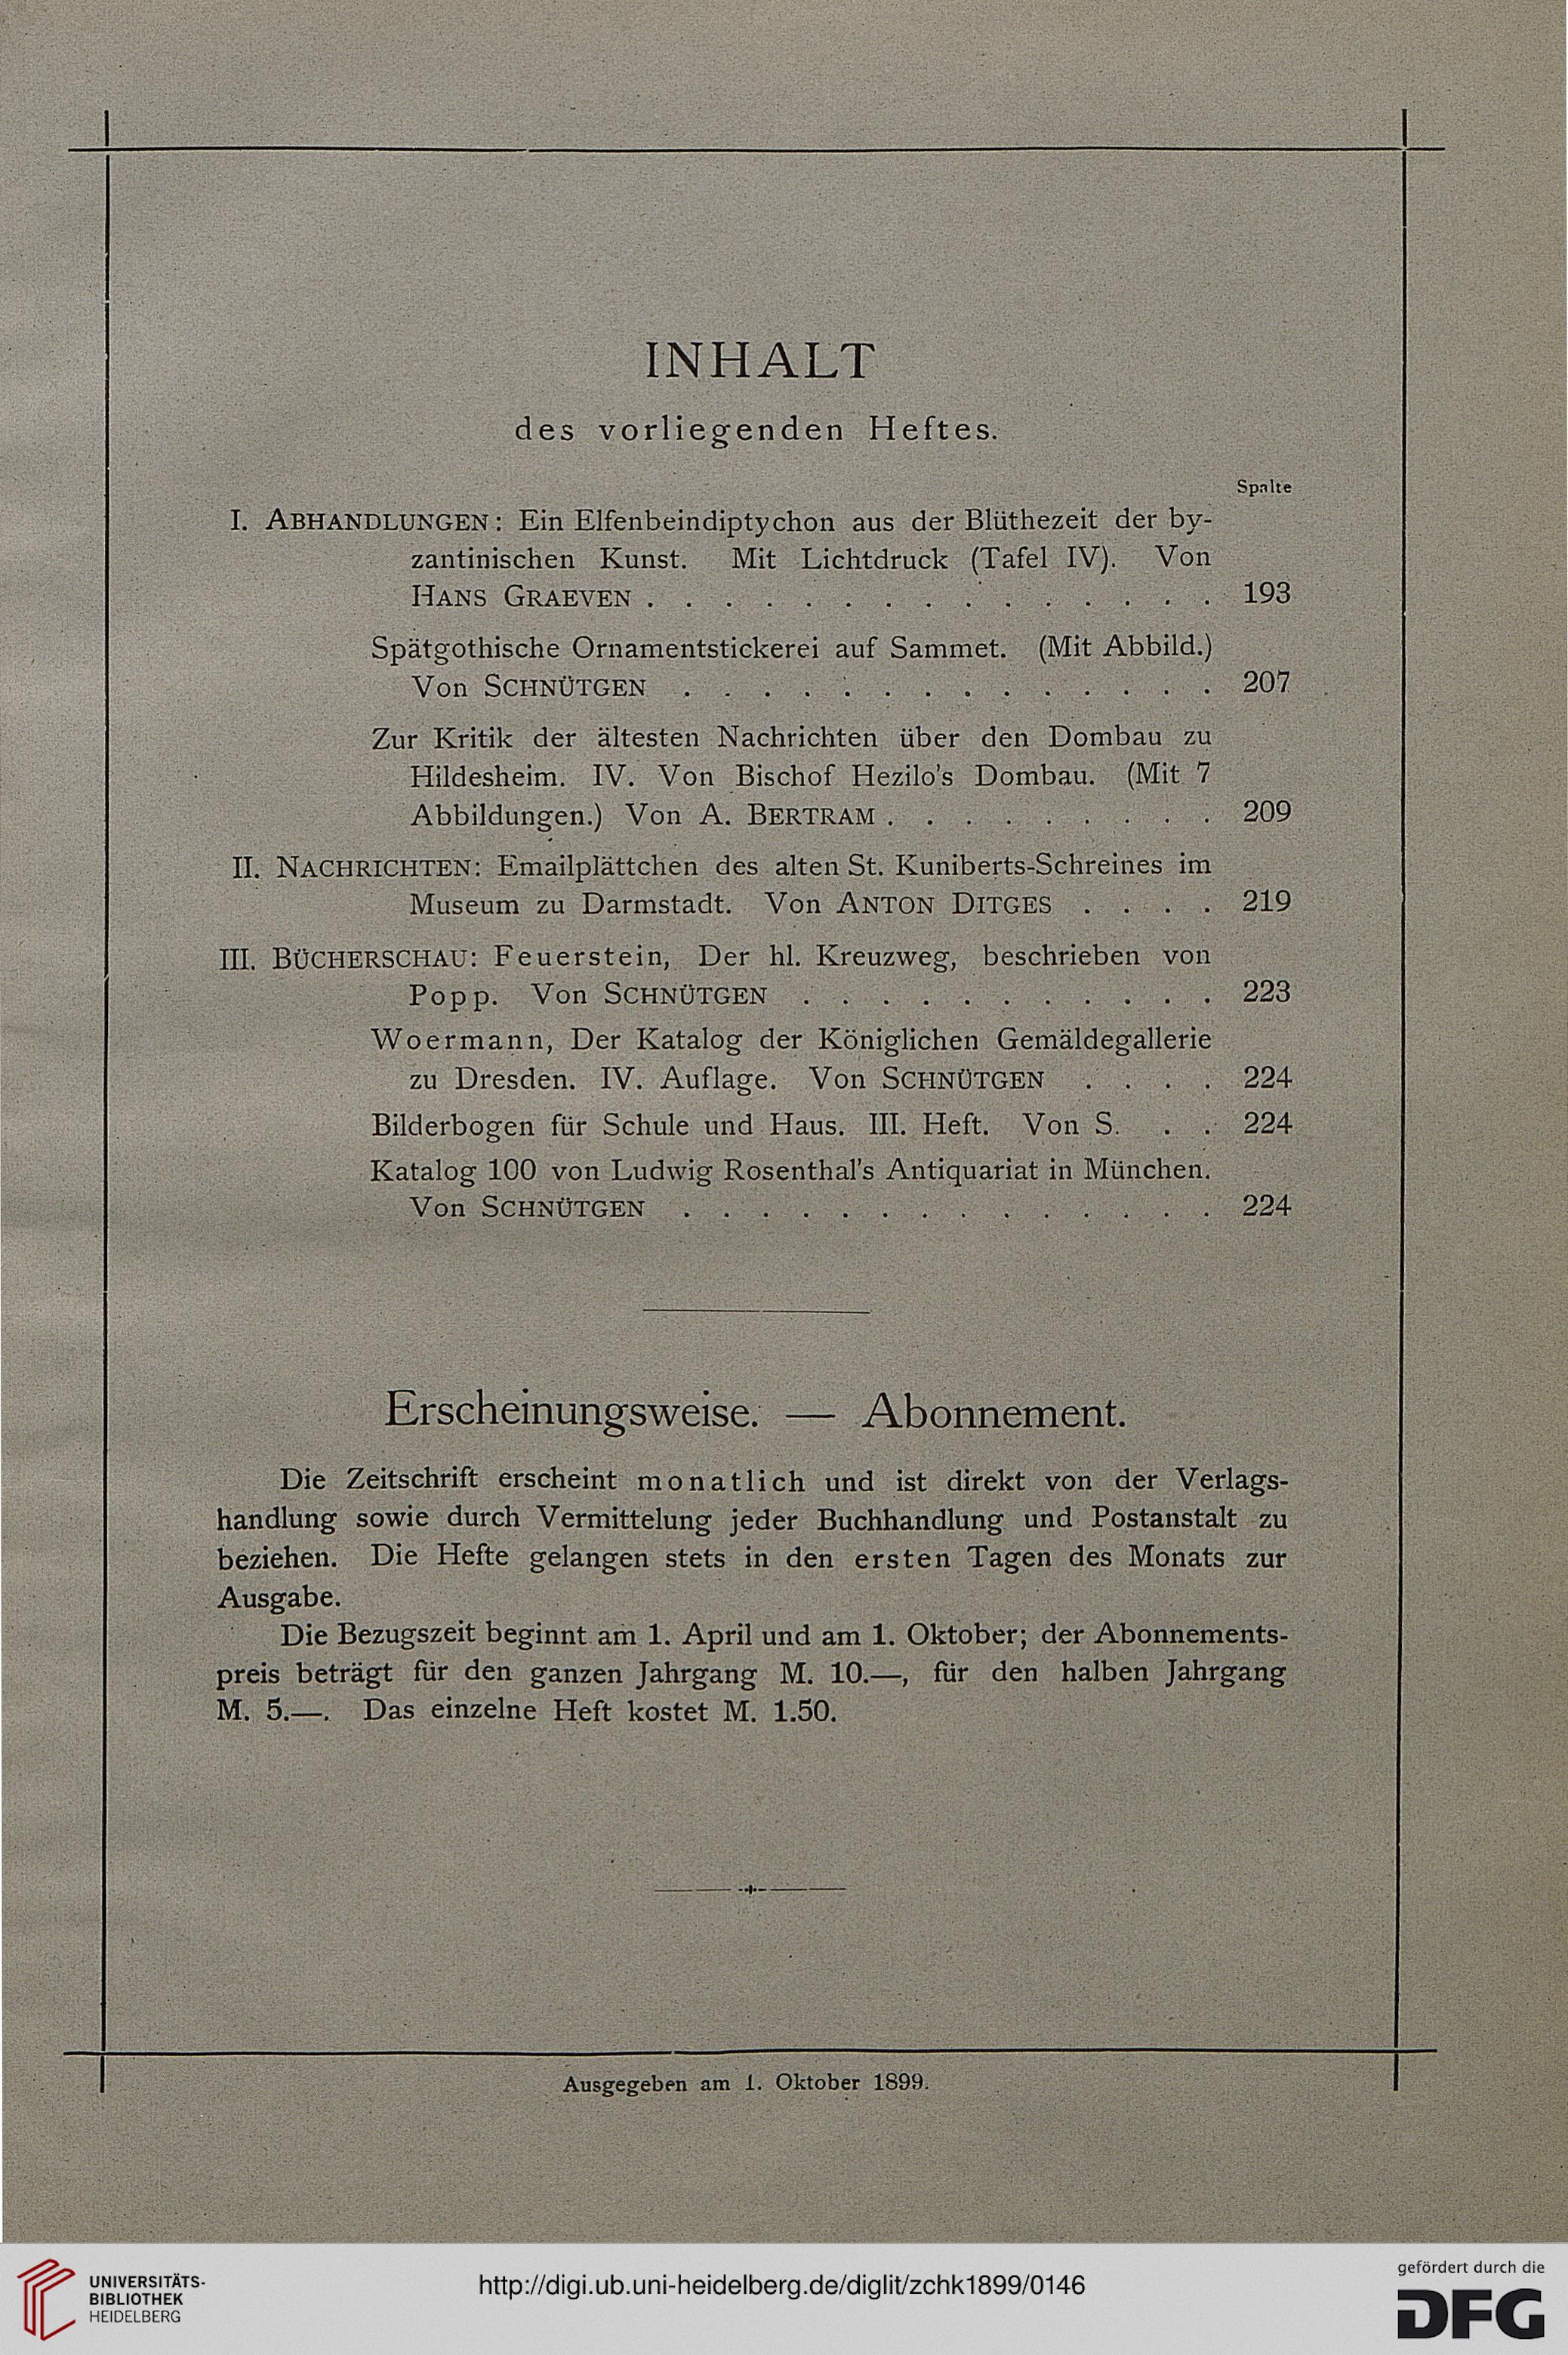 INHALT
des vorliegenden Heftes.
Spalte
I. ABHANDLUNGEN: Ein Elfenbeindiptychon aus der Blüthezeit der by-
zantinischen Kunst. Mit Lichtdruck (Tafel IV). Von
HANS GRAEVEN . . . . . . . . . . . . . . . 193
Spätgothische Ornamentstickerei auf Sammet. (Mit Abbild.)
Von SCHNÜTGEN . . . . . . . . . . . . . . 207
Zur Kritik der ältesten Nachrichten über den Dombau zu
Hildesheim. IV. Von Bischof Hezilo's Dombau. (Mit 7
Abbildungen.) Von A. BERTRAM . . . . . . . . . 209
II. NACHRICHTEN: Emailplättchen des alten St. Kuniberts-Schreines im
Museum zu Darmstadt. Von ANTON DITGES . . . . 219
III. BÜCHERSCHAU: Feuerstein, Der hl. Kreuzweg, beschrieben von
Popp. Von SCHNÜTGEN . . . . . . . . . . . 223
Woermann, Der Katalog der Königlichen Gemäldegallerie
zu Dresden. IV. Auflage. Von SCHNÜTGEN . . . . 224
Bilderbogen für Schule und Haus. III. Heft. Von S. . . 224
Katalog 100 von Ludwig Rosenthal's Antiquariat in München.
Von SCHNÜTGEN . . . . . . . . . . . . . . 224
Erscheinungsweise. — Abonnement.
Die Zeitschrift erscheint monatlich und ist direkt von der Verlags-
handlung sowie durch Vermittelung jeder Buchhandlung und Postanstalt zu
beziehen. Die Hefte gelangen stets in den ersten Tagen des Monats zur
Ausgabe.
Die Bezugszeit beginnt am 1. April und am 1. Oktober; der Abonnements-
preis beträgt für den ganzen Jahrgang M. 10.—, für den halben Jahrgang
M. 5.—. Das einzelne Heft kostet M. 1.50.
Ausgegeben am 1. Oktober 1899.
UNIVERSITÄTS-
BIBLIOTHEK
HEIDELBERG
http://digi.ub.uni-heidelberg.de/diglit/zchk1899/0146
gefördert durch die
DFG